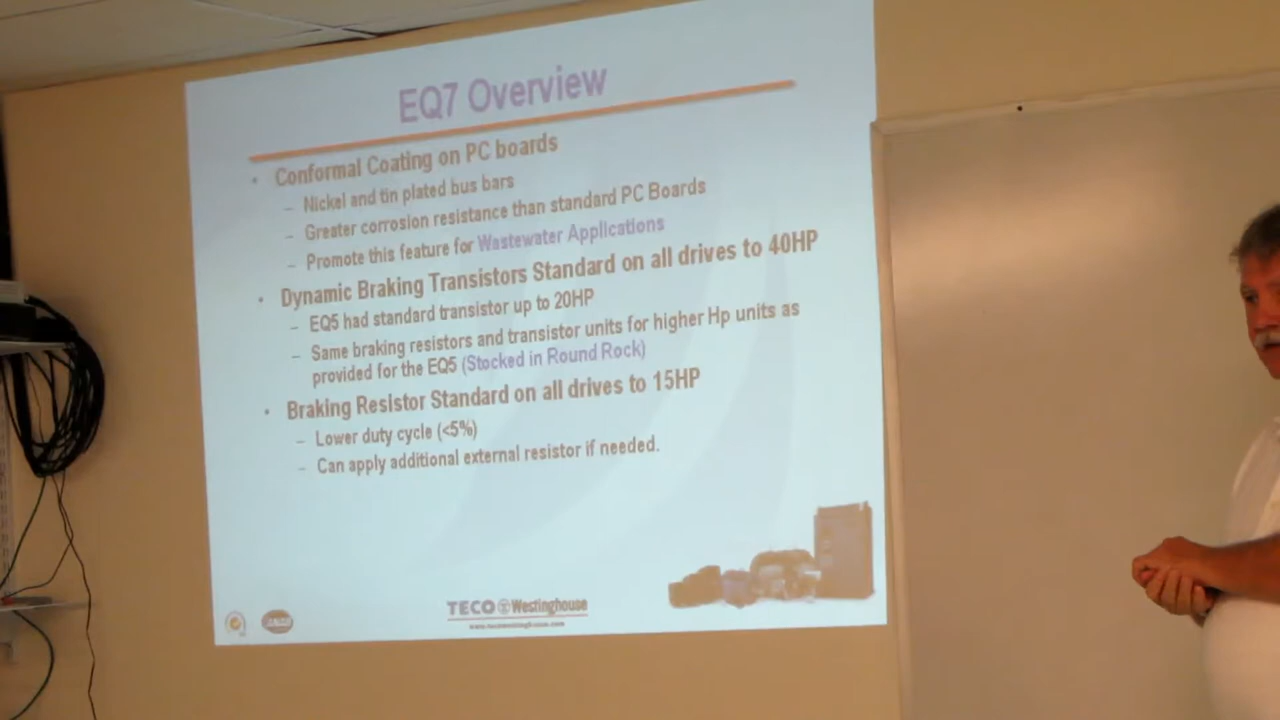 EQ7 Overview
• Conformal Coating on PC boards
– Nickel and tin plated bus bars
– Greater corrosion resistance than standard PC Boards
– Promote this feature for Wastewater Applications
• Dynamic Braking Transistors Standard on all drives to 40HP
– EQ5 had standard transistor up to 20HP
– Same braking resistors and transistor units for higher Hp units as
provided for the EQ5 (Stocked in Round Rock)
• Braking Resistor Standard on all drives to 15HP
– Lower duty cycle (<5%)
– Can apply additional external resistor if needed.
TECO Westinghouse
www.tecowestinghouse.com